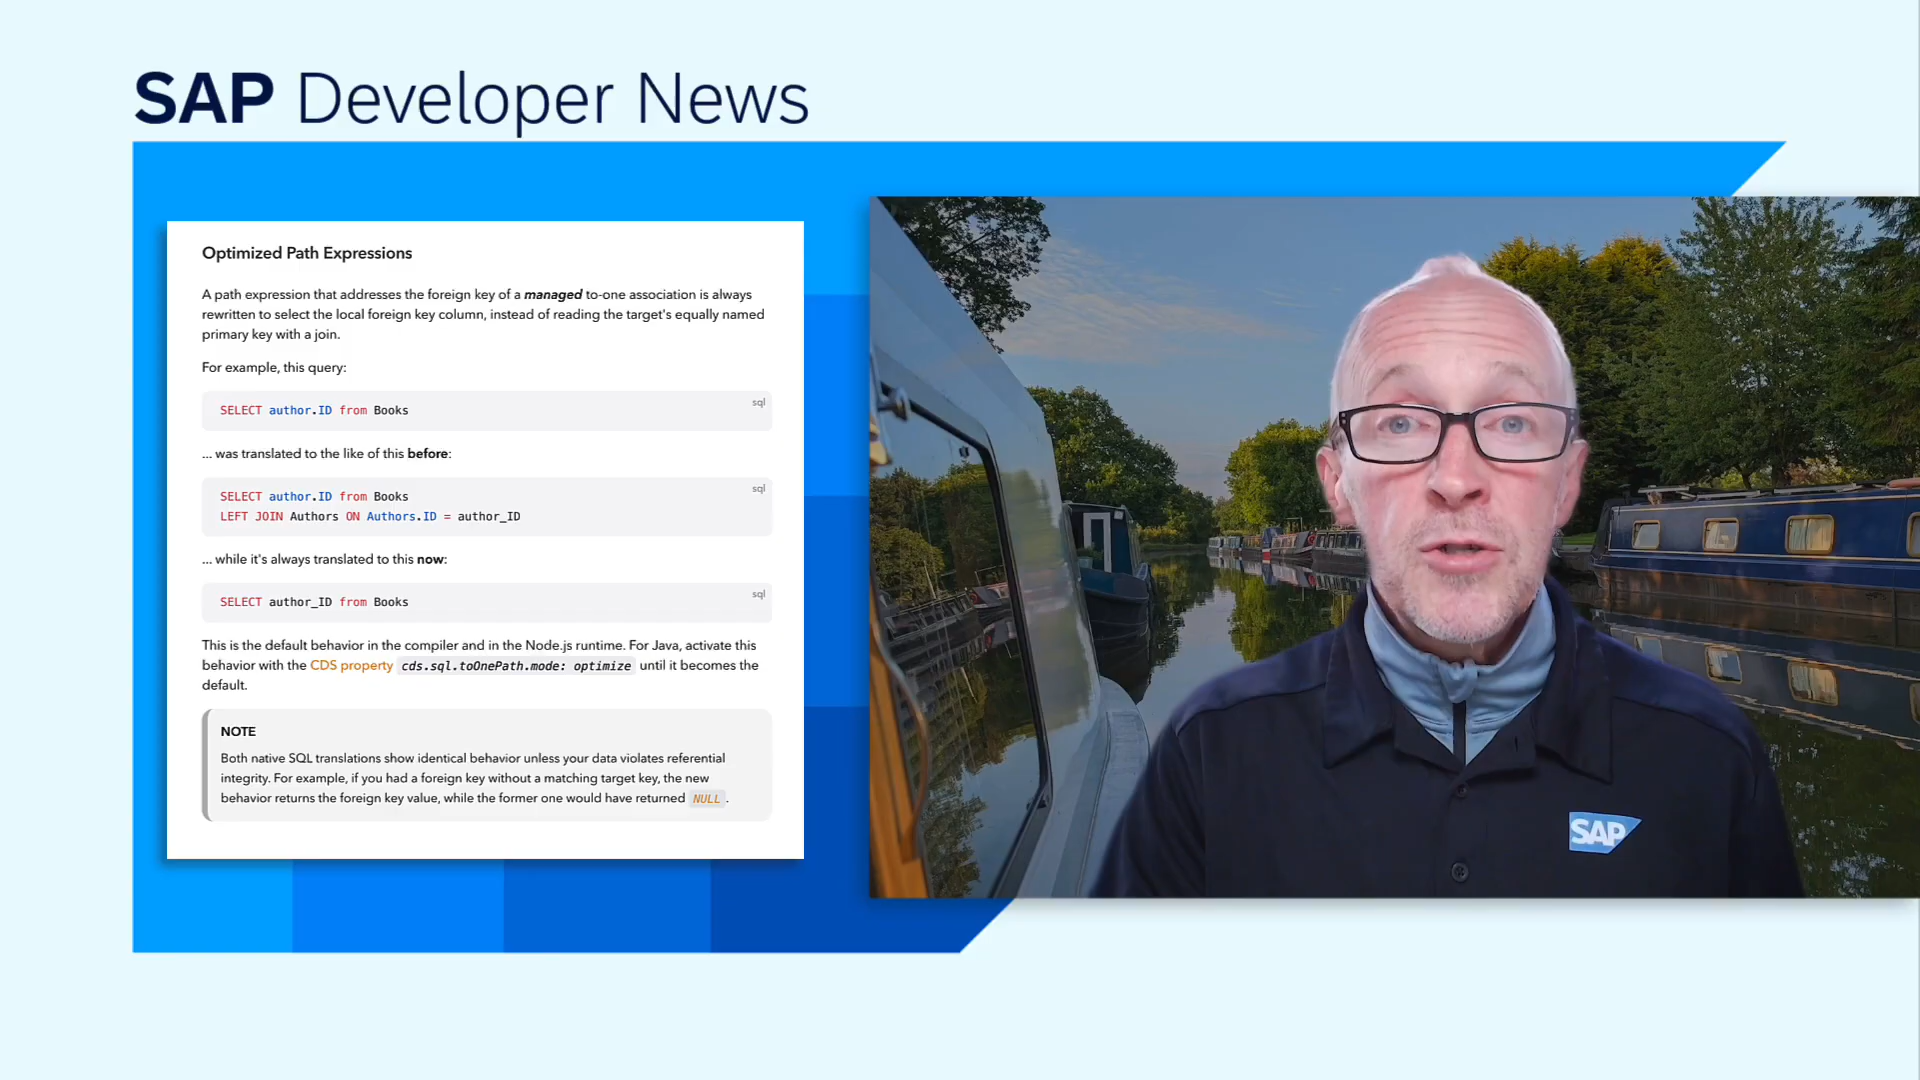 SAP Developer News
Optimized Path Expressions
A path expression that addresses the foreign key of a managed to-one association is always
rewritten to select the local foreign key column, instead of reading the target's equally named
primary key with a join.
For example, this query:
sql
SELECT author.ID from Books
... was translated to the like of this before:
sql
SELECT author.ID from Books
LEFT JOIN Authors ON Authors.ID = author_ID
... while it's always translated to this now:
sql
SELECT author_ID from Books
This is the default behavior in the compiler and in the Node.js runtime. For Java, activate this
behavior with the CDS property cds.sql.toOnePath.mode: optimize until it becomes the
default.
NOTE
Both native SQL translations show identical behavior unless your data violates referential
integrity. For example, if you had a foreign key without a matching target key, the new
behavior returns the foreign key value, while the former one would have returned NULL.
SAP